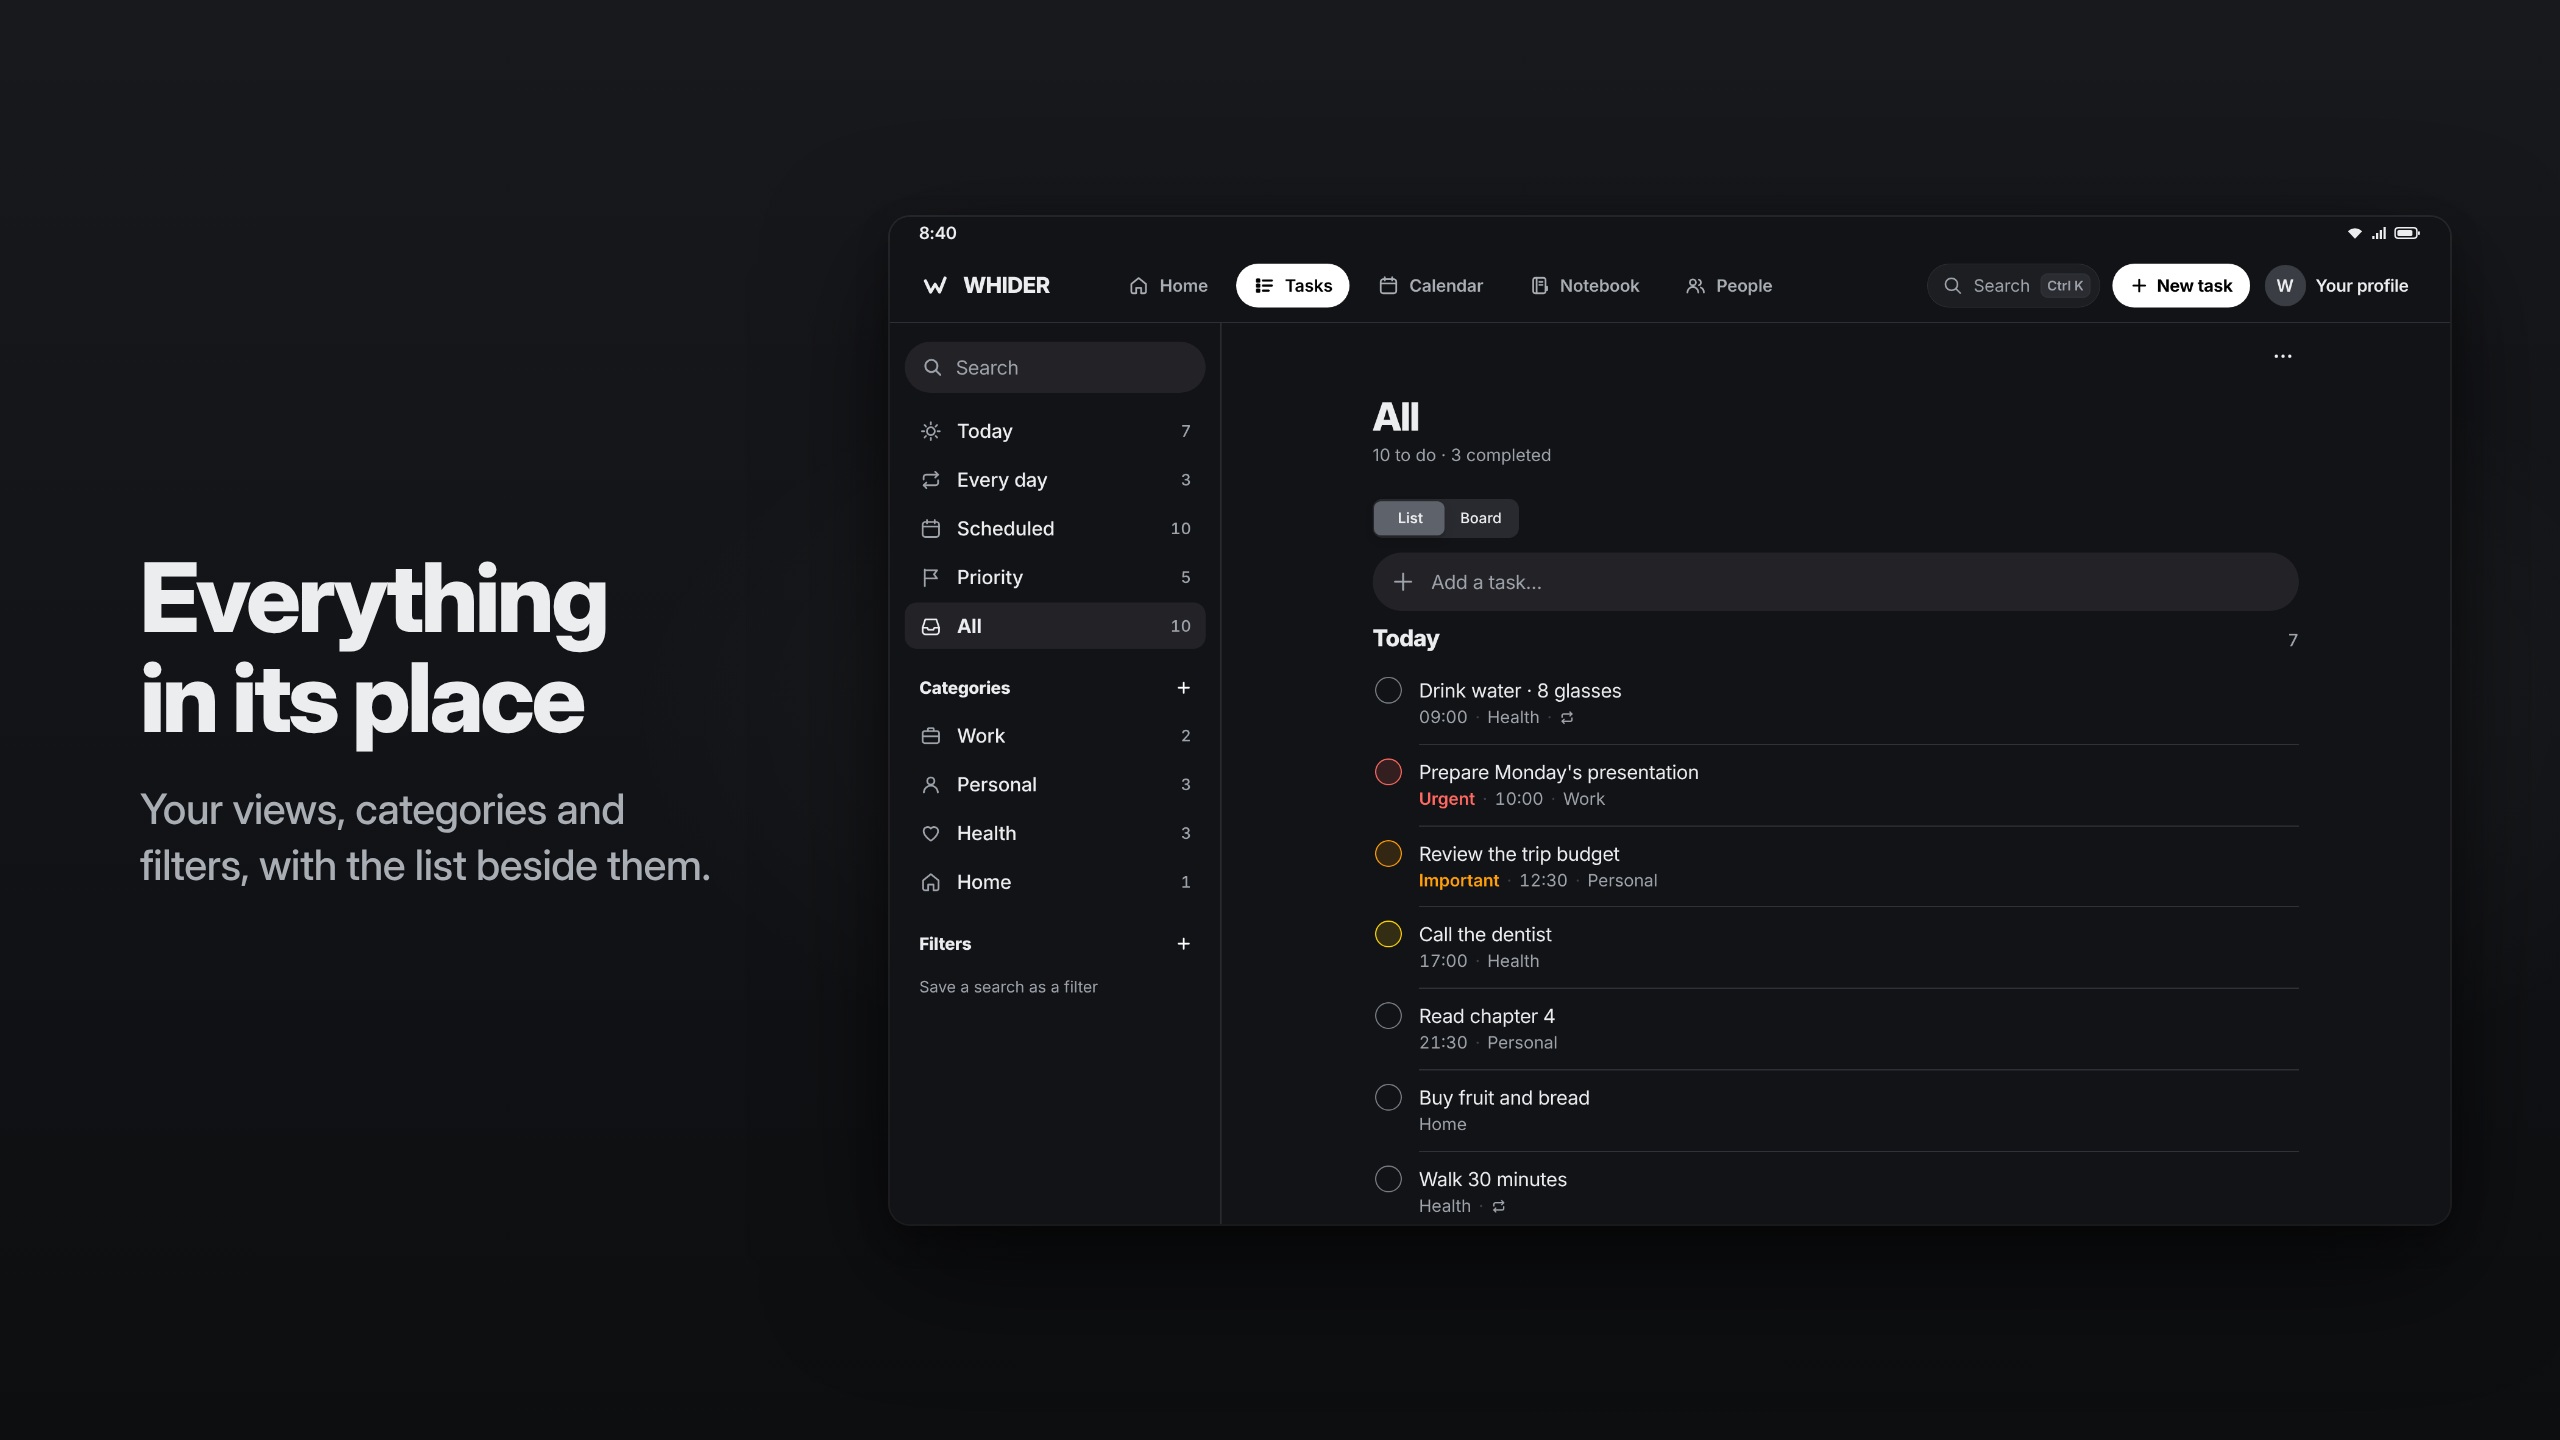 Everything
in its place
Your views, categories and
filters, with the list beside them.
8:40
WHIDER
Home
Tasks
Calendar
Notebook
People
Search Ctrl K
New task
W
Your profile
Search
Today 7
Every day 3
Scheduled 10
Priority 5
All 10
Categories +
Work 2
Personal 3
Health 3
Home 1
Filters +
Save a search as a filter
All
10 to do · 3 completed
List
Board
Add a task...
Today 7
Drink water · 8 glasses
09:00 · Health ·
Prepare Monday's presentation
Urgent · 10:00 · Work
Review the trip budget
Important · 12:30 · Personal
Call the dentist
17:00 · Health
Read chapter 4
21:30 · Personal
Buy fruit and bread
Home
Walk 30 minutes
Health ·